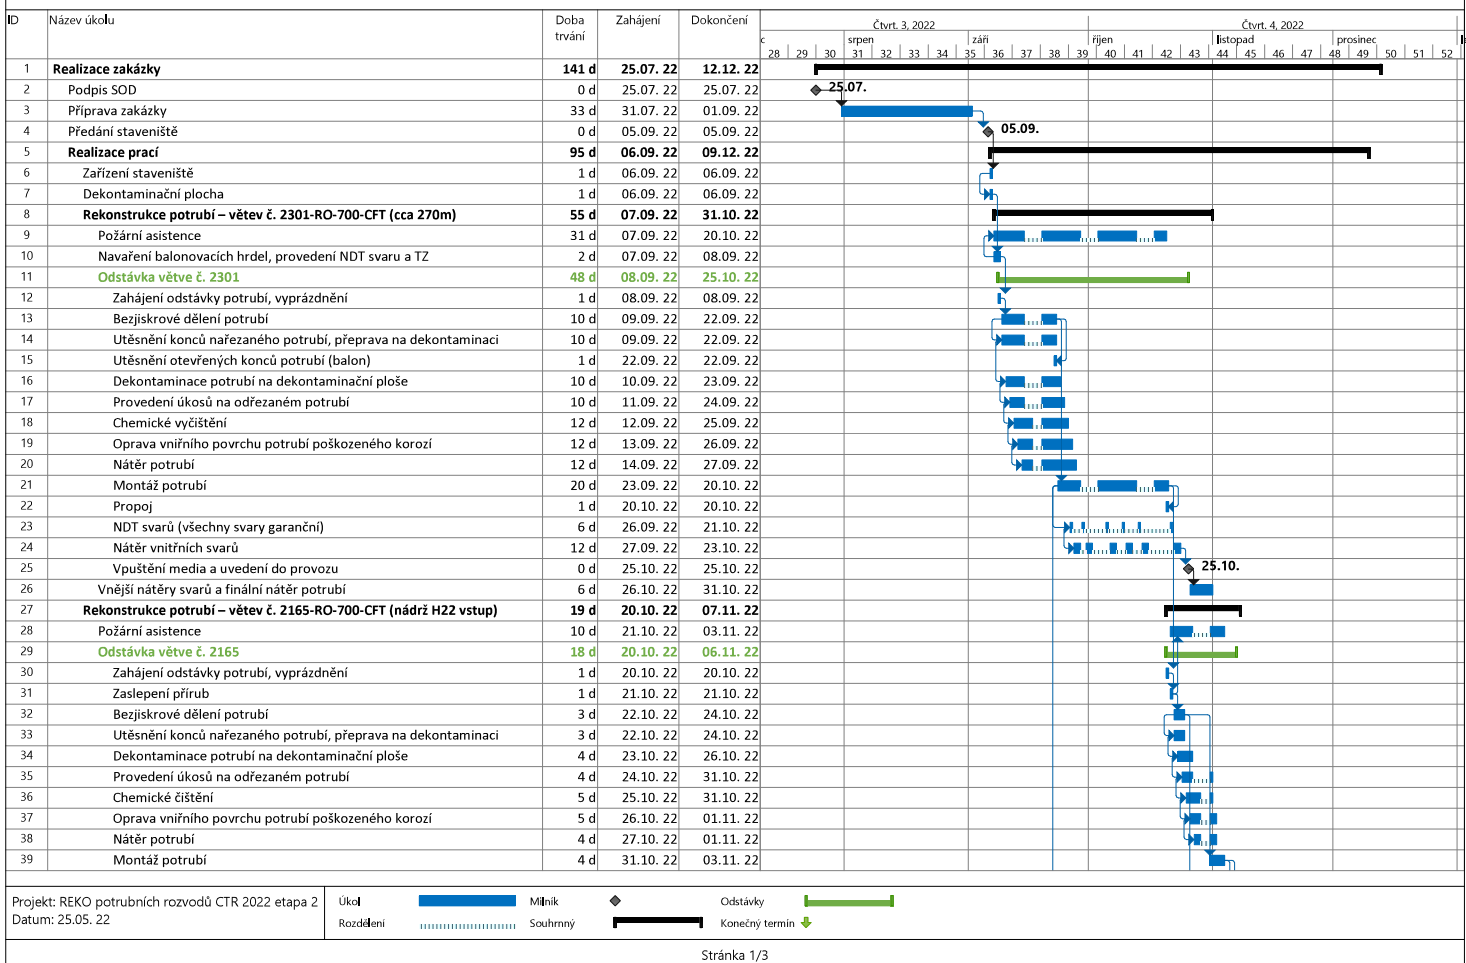 ID Název úkolu Doba trvání Zahájení Dokončení
Čtvrt. 3, 2022 Čtvrt. 4, 2022
srpen září říjen listopad prosinec
28 29 30 31 32 33 34 35 36 37 38 39 40 41 42 43 44 45 46 47 48 49 50 51 52
1 Realizace zakázky 141 d 25.07. 22 12.12. 22
2 Podpis SOD 0 d 25.07. 22 25.07. 22 25.07.
3 Příprava zakázky 33 d 31.07. 22 01.09. 22
4 Předání staveniště 0 d 05.09. 22 05.09. 22 05.09.
5 Realizace prací 95 d 06.09. 22 09.12. 22
6 Zařízení staveniště 1 d 06.09. 22 06.09. 22
7 Dekontaminační plocha 1 d 06.09. 22 06.09. 22
8 Rekonstrukce potrubí – větev č. 2301-RO-700-CFT (cca 270m) 55 d 07.09. 22 31.10. 22
9 Požární asistence 31 d 07.09. 22 20.10. 22
10 Navaření balonovacích hrdel, provedení NDT svaru a TZ 2 d 07.09. 22 08.09. 22
11 Odstávka větve č. 2301 48 d 08.09. 22 25.10. 22
12 Zahájení odstávky potrubí, vyprázdnění 1 d 08.09. 22 08.09. 22
13 Bezjiskrové dělení potrubí 10 d 09.09. 22 22.09. 22
14 Utěsnění konců nařezaného potrubí, přeprava na dekontaminaci 10 d 09.09. 22 22.09. 22
15 Utěsnění otevřených konců potrubí (balon) 1 d 22.09. 22 22.09. 22
16 Dekontaminace potrubí na dekontaminační ploše 10 d 10.09. 22 23.09. 22
17 Provedení úkosů na odřezaném potrubí 10 d 11.09. 22 24.09. 22
18 Chemické vyčištění 12 d 12.09. 22 25.09. 22
19 Oprava vniřního povrchu potrubí poškozeného korozí 12 d 13.09. 22 26.09. 22
20 Nátěr potrubí 12 d 14.09. 22 27.09. 22
21 Montáž potrubí 20 d 23.09. 22 20.10. 22
22 Propoj 1 d 20.10. 22 20.10. 22
23 NDT svarů (všechny svary garanční) 6 d 26.09. 22 21.10. 22
24 Nátěr vnitřních svarů 12 d 27.09. 22 23.10. 22
25 Vpuštění media a uvedení do provozu 0 d 25.10. 22 25.10. 22 25.10.
26 Vnější nátěry svarů a finální nátěr potrubí 6 d 26.10. 22 31.10. 22
27 Rekonstrukce potrubí – větev č. 2165-RO-700-CFT (nádrž H22 vstup) 19 d 20.10. 22 07.11. 22
28 Požární asistence 10 d 21.10. 22 03.11. 22
29 Odstávka větve č. 2165 18 d 20.10. 22 06.11. 22
30 Zahájení odstávky potrubí, vyprázdnění 1 d 20.10. 22 20.10. 22
31 Zaslepení přírub 1 d 21.10. 22 21.10. 22
32 Bezjiskrové dělení potrubí 3 d 22.10. 22 24.10. 22
33 Utěsnění konců nařezaného potrubí, přeprava na dekontaminaci 3 d 22.10. 22 24.10. 22
34 Dekontaminace potrubí na dekontaminační ploše 4 d 23.10. 22 26.10. 22
35 Provedení úkosů na odřezaném potrubí 4 d 24.10. 22 31.10. 22
36 Chemické čištění 5 d 25.10. 22 31.10. 22
37 Oprava vniřního povrchu potrubí poškozeného korozí 5 d 26.10. 22 01.11. 22
38 Nátěr potrubí 4 d 27.10. 22 01.11. 22
39 Montáž potrubí 4 d 31.10. 22 03.11. 22
Projekt: REKO potrubních rozvodů CTR 2022 etapa 2
Datum: 25.05. 22
Úkol Milník Odstávky
Rozdělení Souhrnný Konečný termín
Stránka 1/3